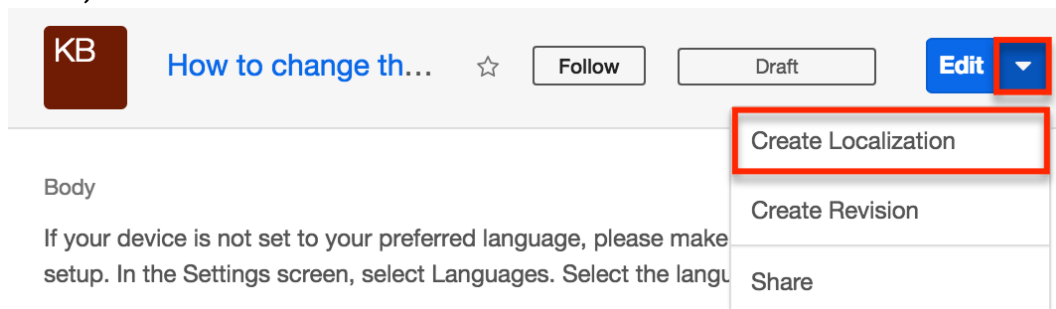 KB
How to change th... Follow Draft Edit
Create Localization
Body
Create Revision
If your device is not set to your preferred language, please make
setup. In the Settings screen, select Languages. Select the langu
Share